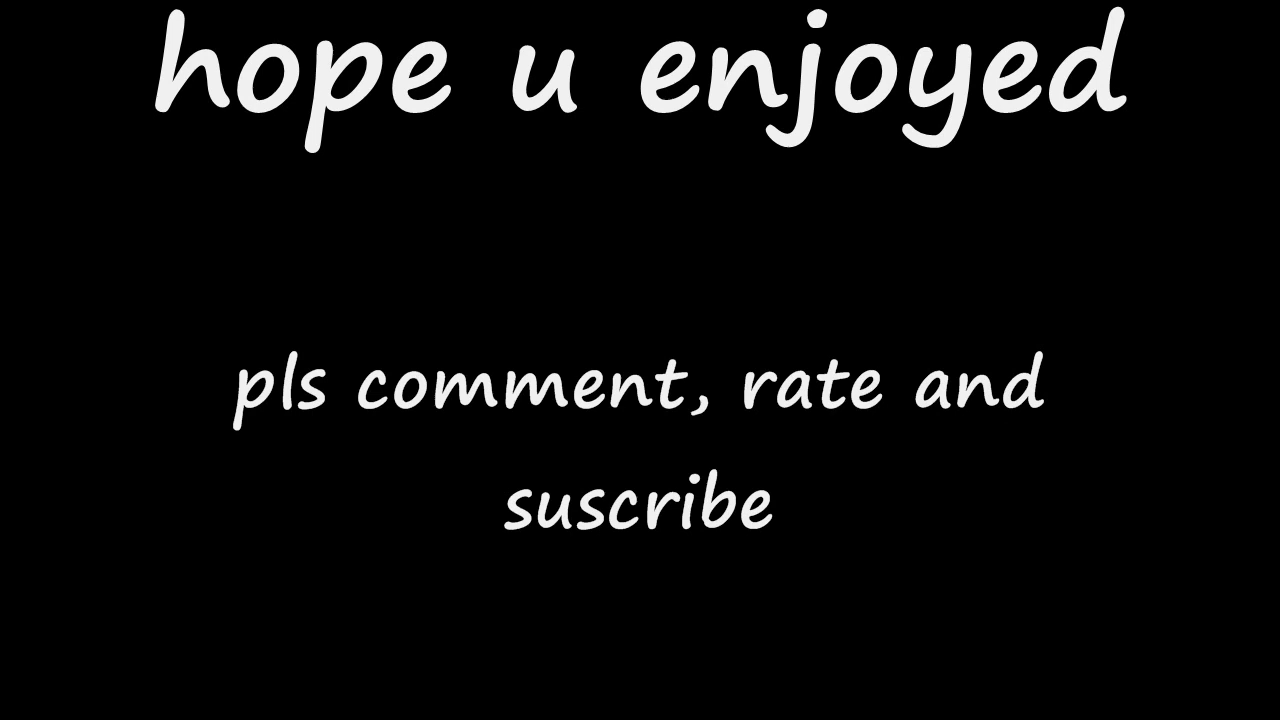 hope u enjoyed
pls comment, rate and
suscribe